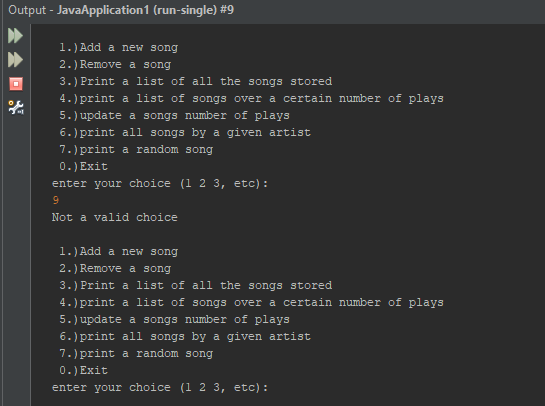 Output - JavaApplication1 (run-single) #9
1.)Add a new song
2.)Remove a song
3.)Print a list of all the songs stored
4.)print a list of songs over a certain number of plays
5.)update a songs number of plays
6.)print all songs by a given artist
7.)print a random song
0.)Exit
enter your choice (1 2 3, etc):
9
Not a valid choice
1.)Add a new song
2.)Remove a song
3.)Print a list of all the songs stored
4.)print a list of songs over a certain number of plays
5.)update a songs number of plays
6.)print all songs by a given artist
7.)print a random song
0.)Exit
enter your choice (1 2 3, etc):